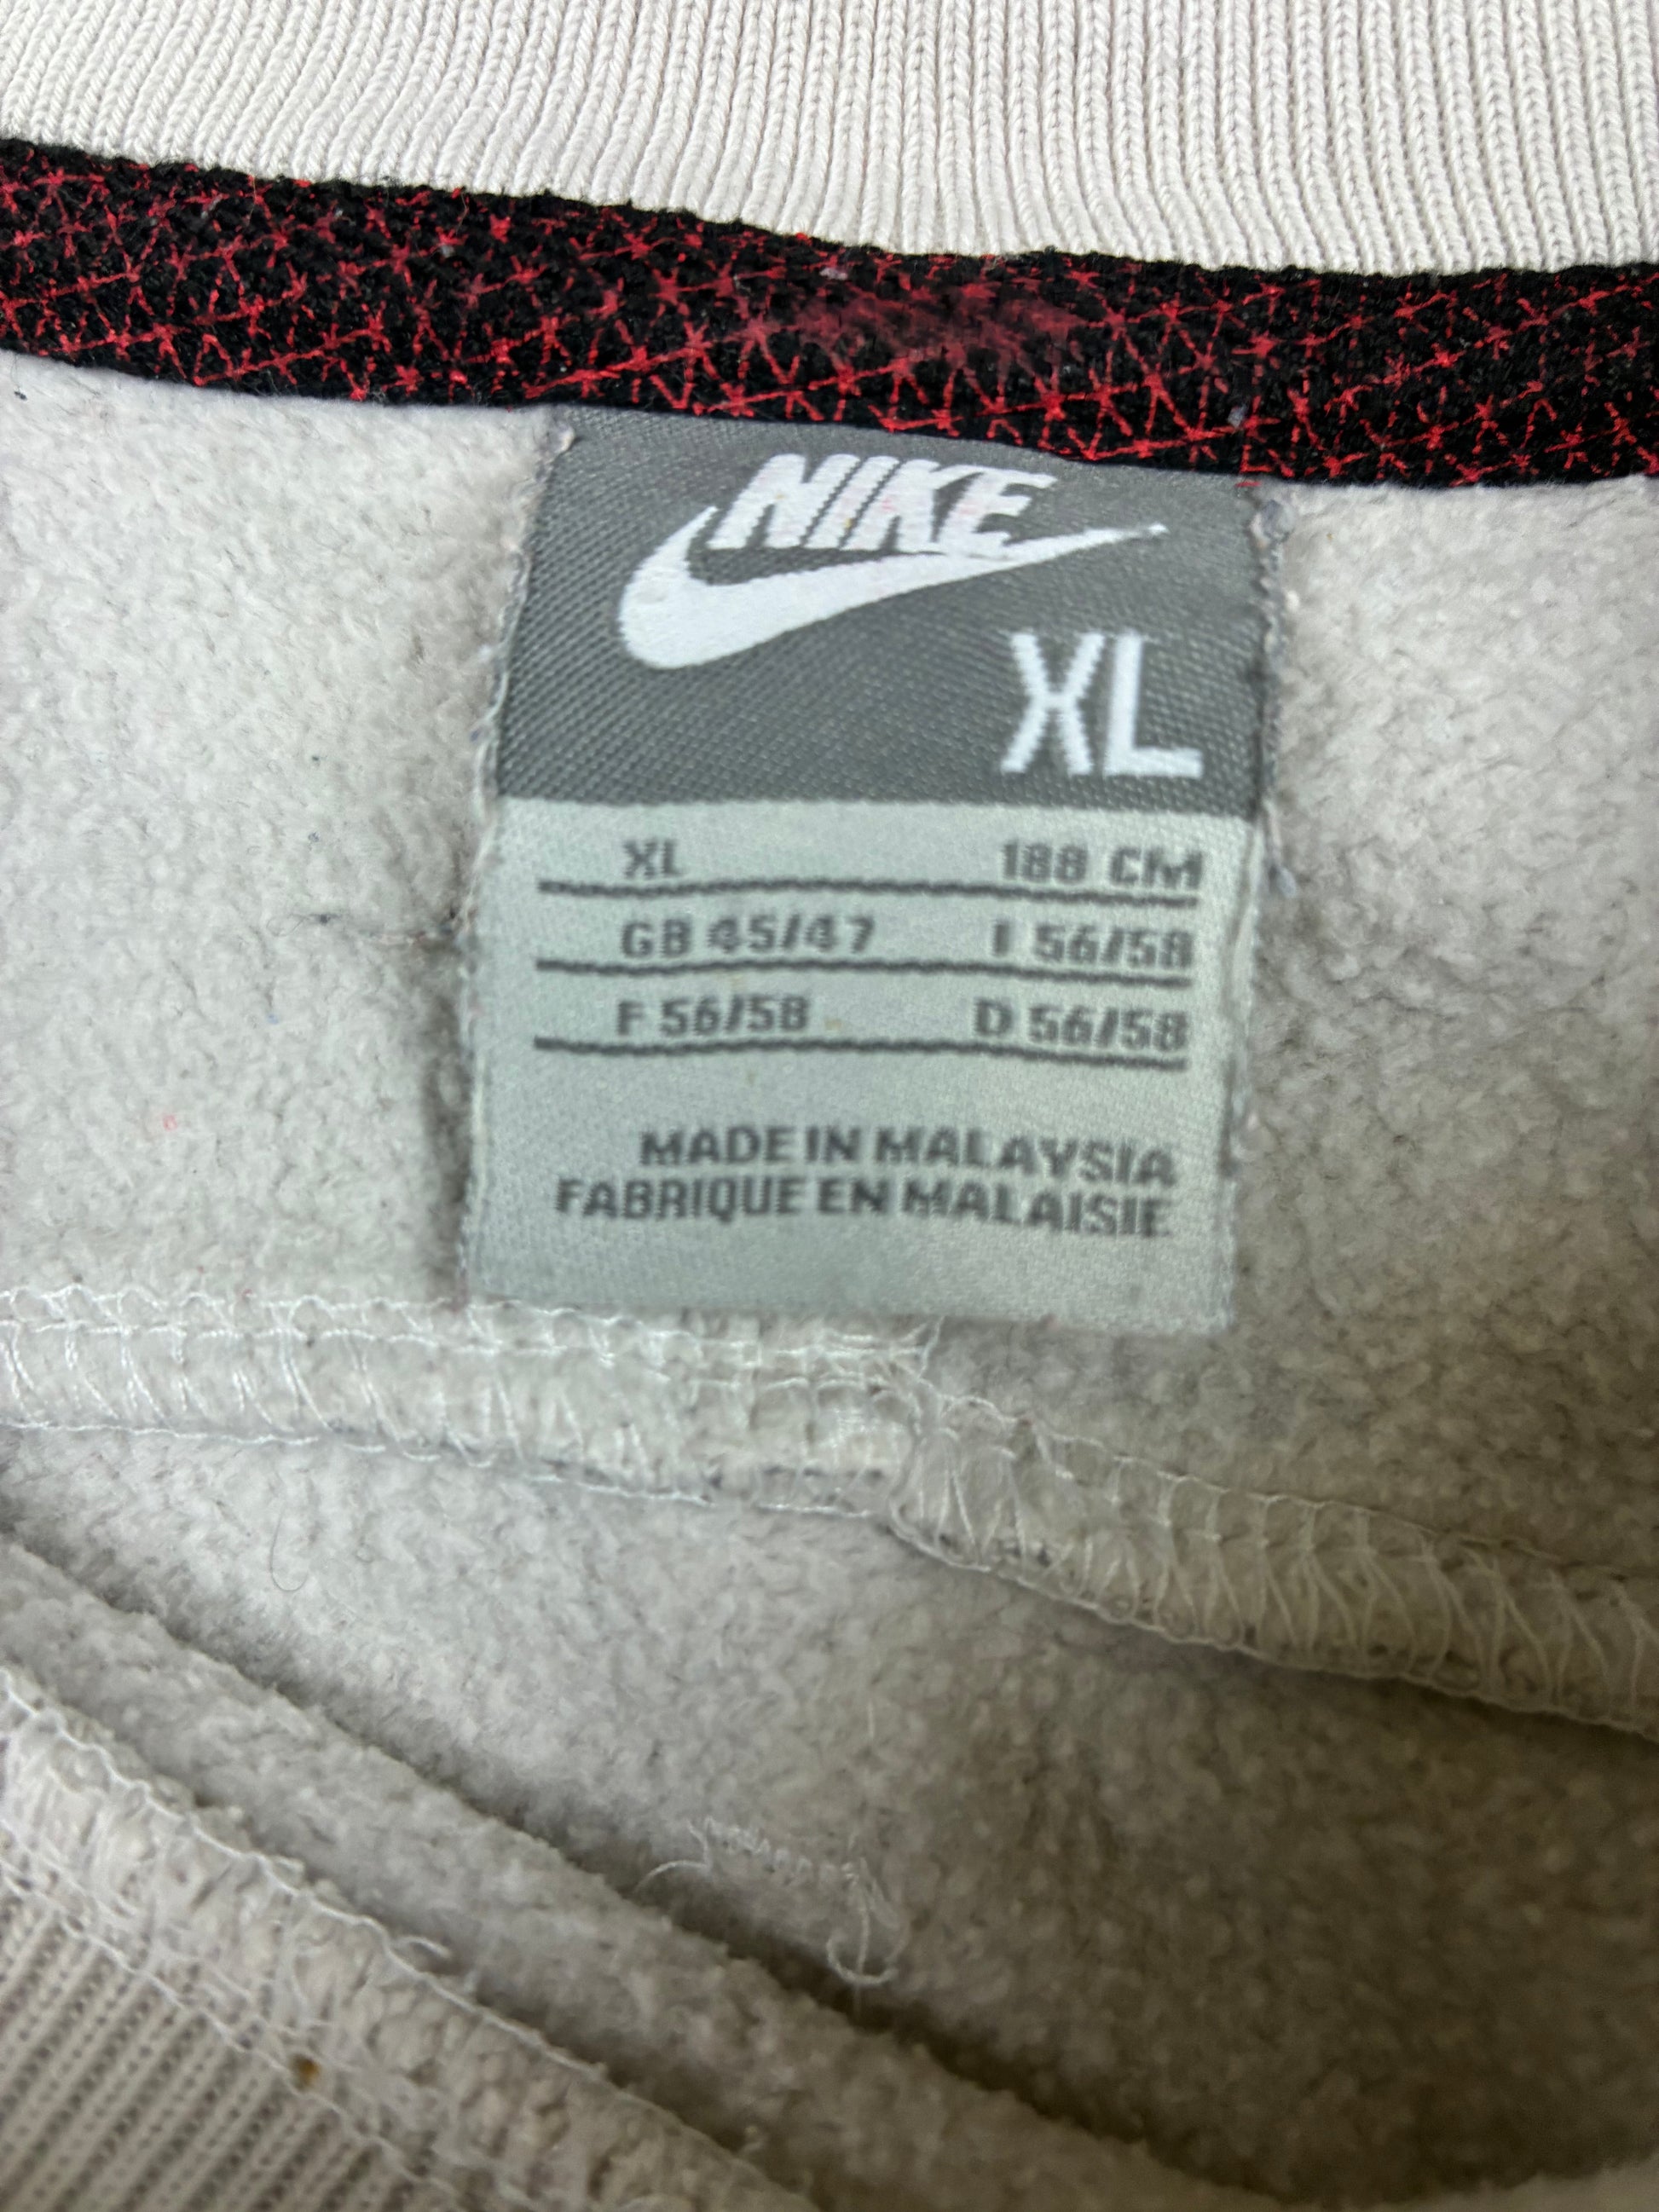 NIKE
XL
XL 188 CM
GB 45/47 I 56/58
F 56/58 D 56/58
MADE IN MALAYSIA
FABRIQUE EN MALAISIE